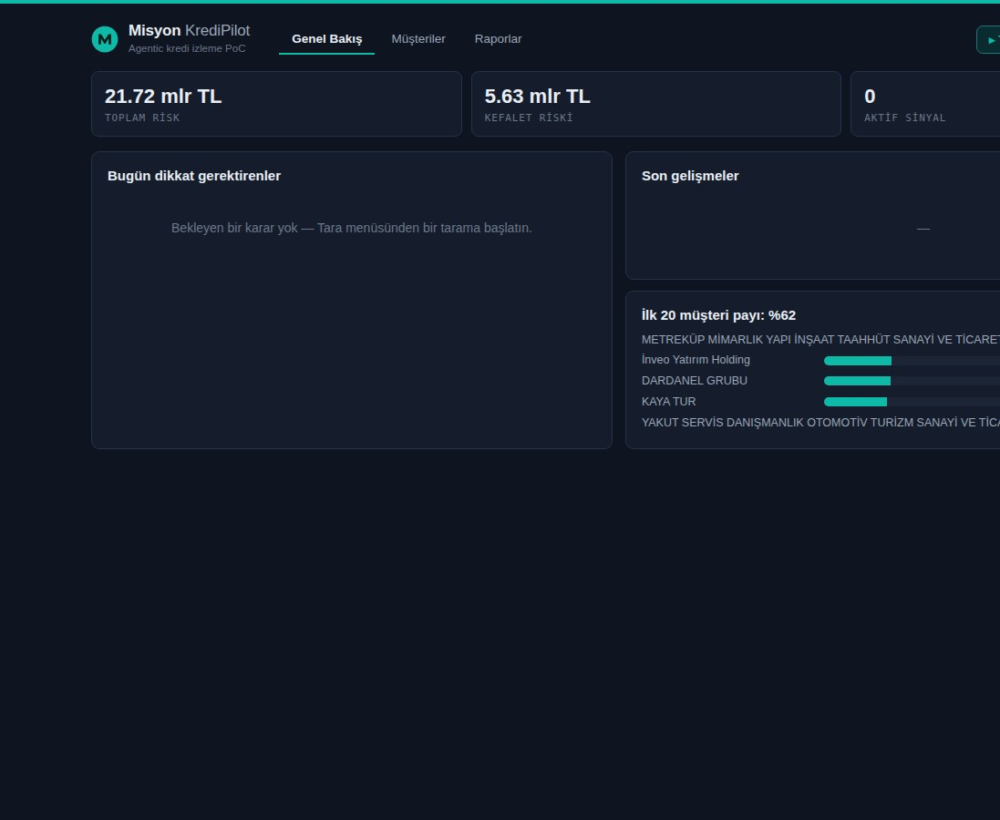 Misyon KrediPilot
Agentic kredi izleme PoC
Genel Bakış
Müşteriler
Raporlar
21.72 mlr TL
TOPLAM RİSK
5.63 mlr TL
KEFALET RİSKİ
0
AKTİF SİNYAL
Bugün dikkat gerektirenler
Bekleyen bir karar yok — Tara menüsünden bir tarama başlatın.
Son gelişmeler
—
İlk 20 müşteri payı: %62
METREKÜP MİMARLIK YAPI İNŞAAT TAAHHÜT SANAYİ VE TİCARET
İnveo Yatırım Holding
DARDANEL GRUBU
KAYA TUR
YAKUT SERVİS DANIŞMANLIK OTOMOTİV TURİZM SANAYİ VE TİCA